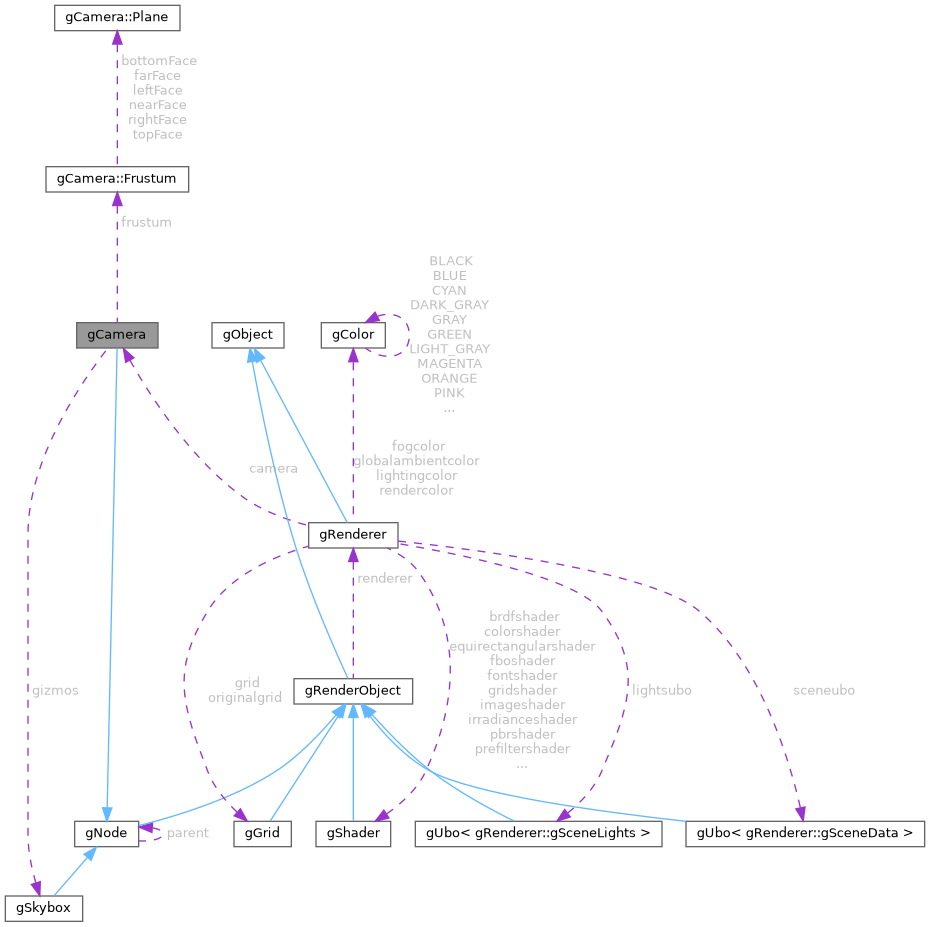 gCamera::Plane
bottomFace
farFace
leftFace
nearFace
rightFace
topFace
gCamera::Frustum
frustum
BLACK
BLUE
CYAN
DARK_GRAY
GRAY
GREEN
LIGHT_GRAY
MAGENTA
ORANGE
PINK
...
gCamera
gObject
gColor
fogcolor
globalambientcolor
lightingcolor
rendercolor
camera
gRenderer
renderer
brdfshader
colorshader
equirectangularshader
fboshader
fontshader
gridshader
imageshader
irradianceshader
pbrshader
prefiltershader
...
gizmos
grid
originalgrid
gRenderObject
lightsubo
sceneubo
gNode
parent
gGrid
gShader
gUbo< gRenderer::gSceneLights >
gUbo< gRenderer::gSceneData >
gSkybox